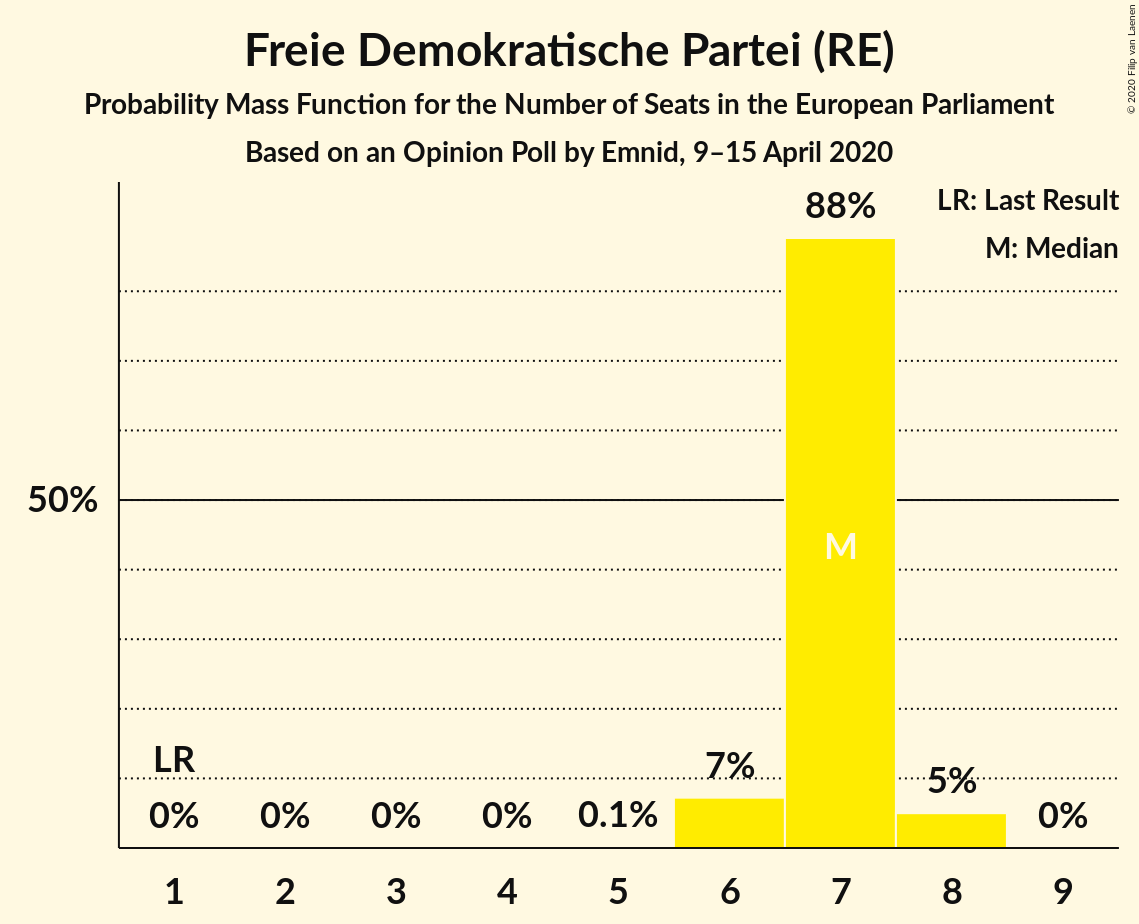 Freie Demokratische Partei (RE)
Probability Mass Function for the Number of Seats in the European Parliament
Based on an Opinion Poll by Emnid, 9–15 April 2020
© 2020 Filip van Laenen
LR: Last Result
M: Median
88%
50%
M
LR
7%
5%
0% 0% 0% 0% 0.1% 0%
1 2 3 4 5 6 7 8 9